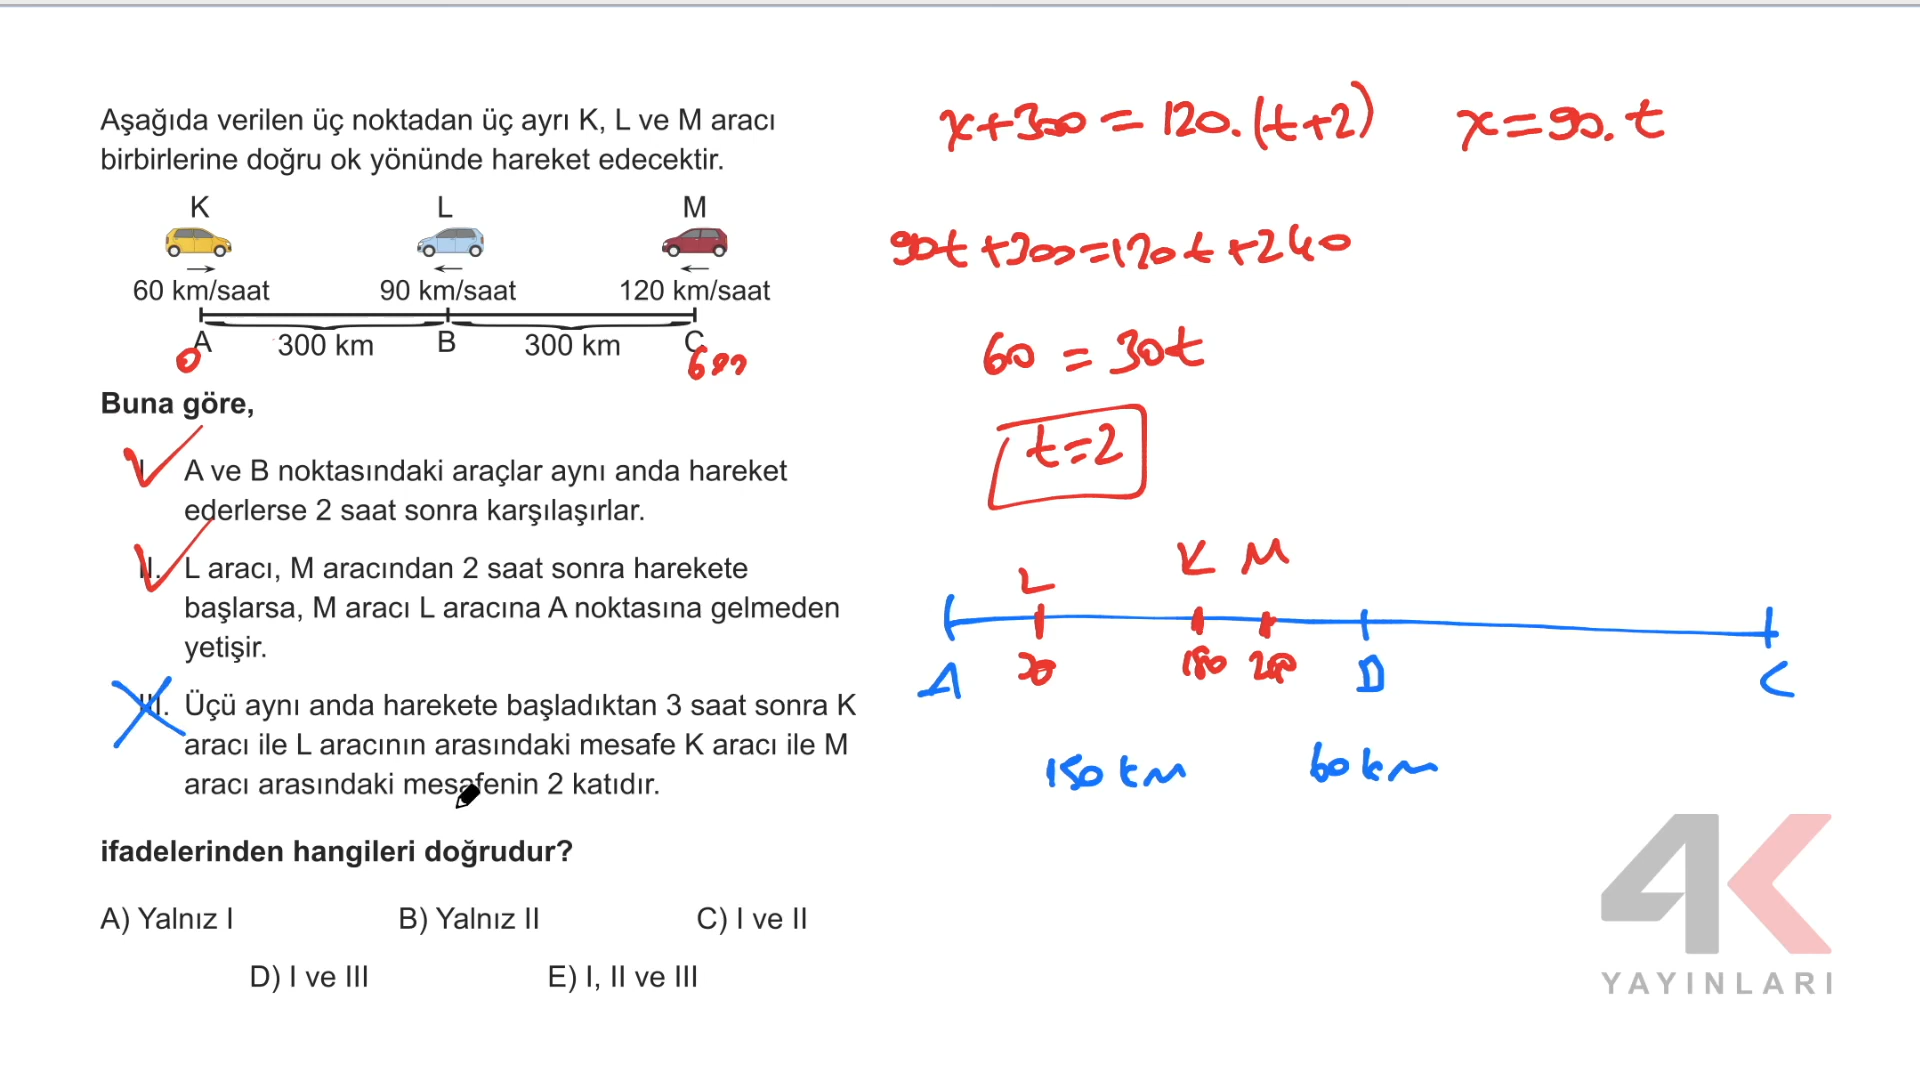 Aşağıda verilen üç noktadan üç ayrı K, L ve M aracı
birbirlerine doğru ok yönünde hareket edecektir.
K L M
60 km/saat 90 km/saat 120 km/saat
A 300 km B 300 km C
0 600
Buna göre,
I. A ve B noktasındaki araçlar aynı anda hareket
ederlerse 2 saat sonra karşılaşırlar.
II. L aracı, M aracından 2 saat sonra harekete
başlarsa, M aracı L aracına A noktasına gelmeden
yetişir.
III. Üçü aynı anda harekete başladıktan 3 saat sonra K
aracı ile L aracının arasındaki mesafe K aracı ile M
aracı arasındaki mesafenin 2 katıdır.
ifadelerinden hangileri doğrudur?
A) Yalnız I B) Yalnız II C) I ve II
D) I ve III E) I, II ve III
x+300=120.(t+2) x=90.t
90t+300=120t+240
60=30t
t=2
L K M
30 180 240
A B C
150 km 60 km
4K
YAYINLARI